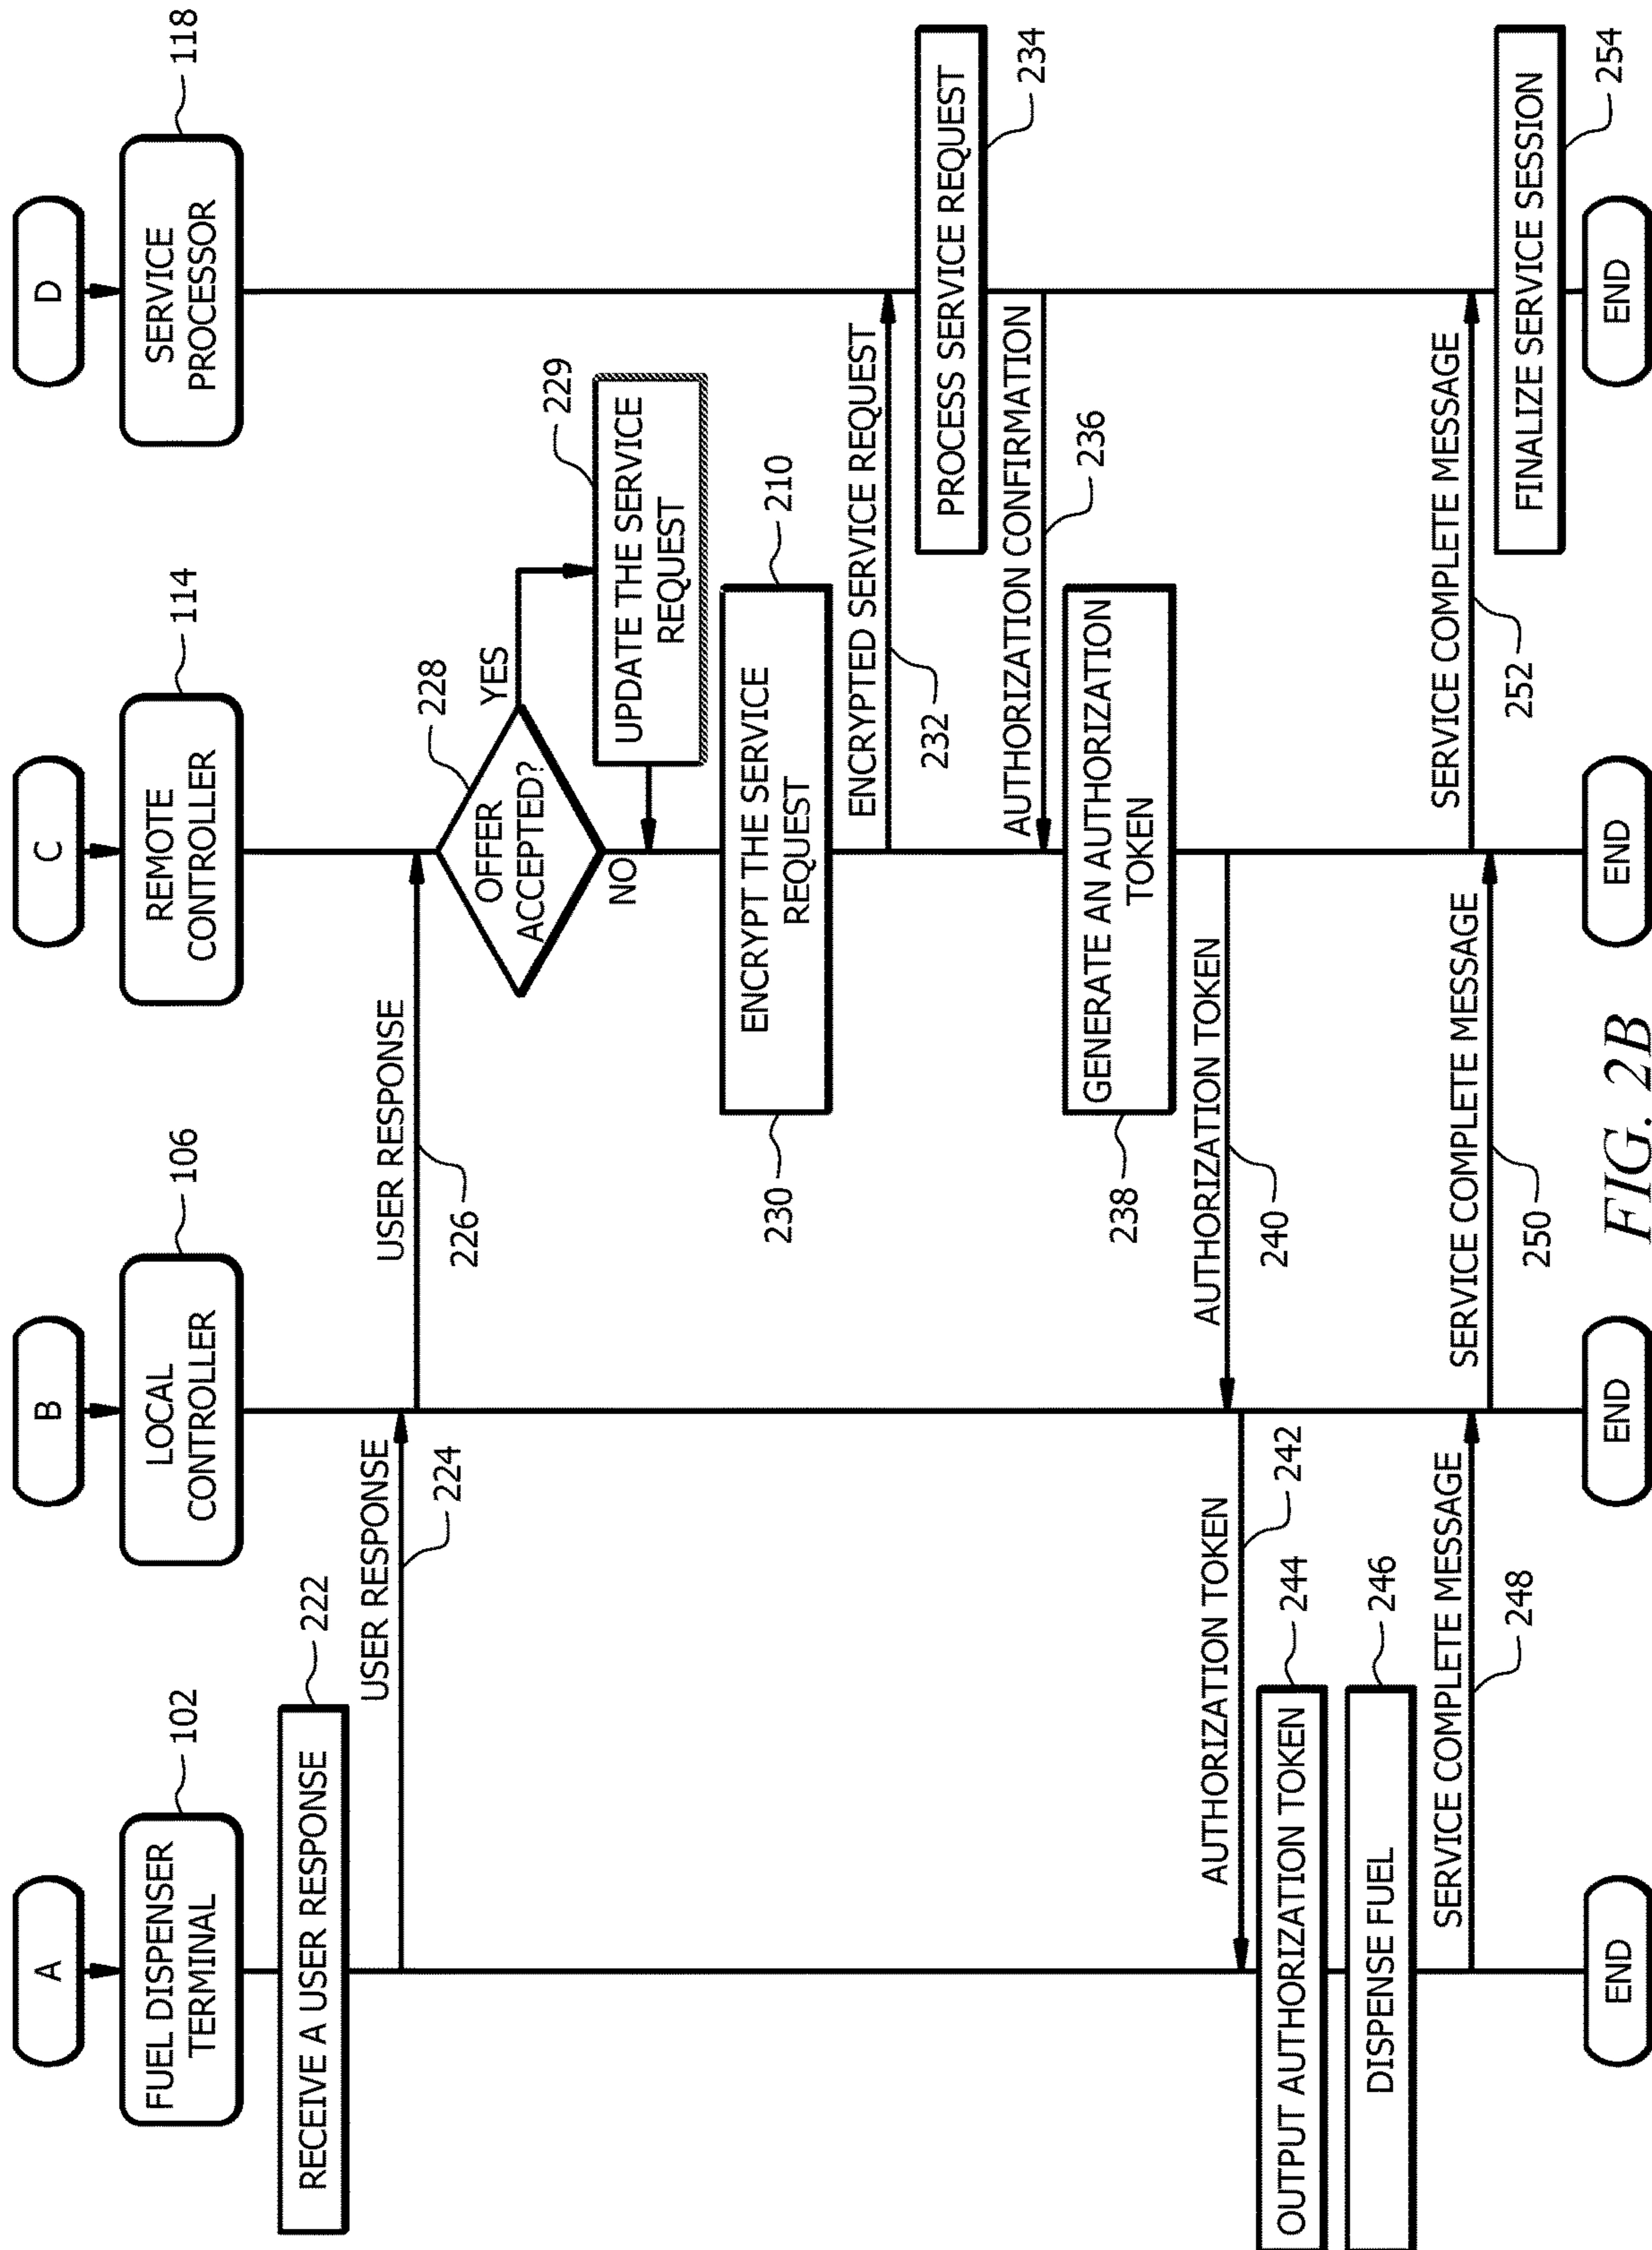 A
B
C
D
FUEL DISPENSER
TERMINAL
102
LOCAL
CONTROLLER
106
REMOTE
CONTROLLER
114
SERVICE
PROCESSOR
118
RECEIVE A USER RESPONSE
222
USER RESPONSE
224
USER RESPONSE
226
OFFER
ACCEPTED?
228
YES
NO
UPDATE THE SERVICE
REQUEST
229
ENCRYPT THE SERVICE
REQUEST
230
210
ENCRYPTED SERVICE REQUEST
232
PROCESS SERVICE REQUEST
234
AUTHORIZATION CONFIRMATION
236
GENERATE AN AUTHORIZATION
TOKEN
238
AUTHORIZATION TOKEN
240
AUTHORIZATION TOKEN
242
OUTPUT AUTHORIZATION TOKEN
244
DISPENSE FUEL
246
SERVICE COMPLETE MESSAGE
248
SERVICE COMPLETE MESSAGE
250
SERVICE COMPLETE MESSAGE
252
FINALIZE SERVICE SESSION
254
END
END
END
END
FIG. 2B